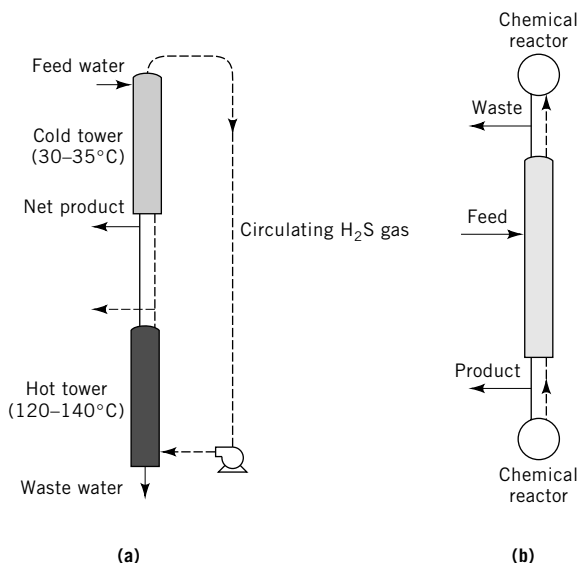 Feed water
Cold tower
(30–35°C)
Net product
Circulating H₂S gas
Hot tower
(120–140°C)
Waste water
(a)
Chemical
reactor
Waste
Feed
Product
Chemical
reactor
(b)